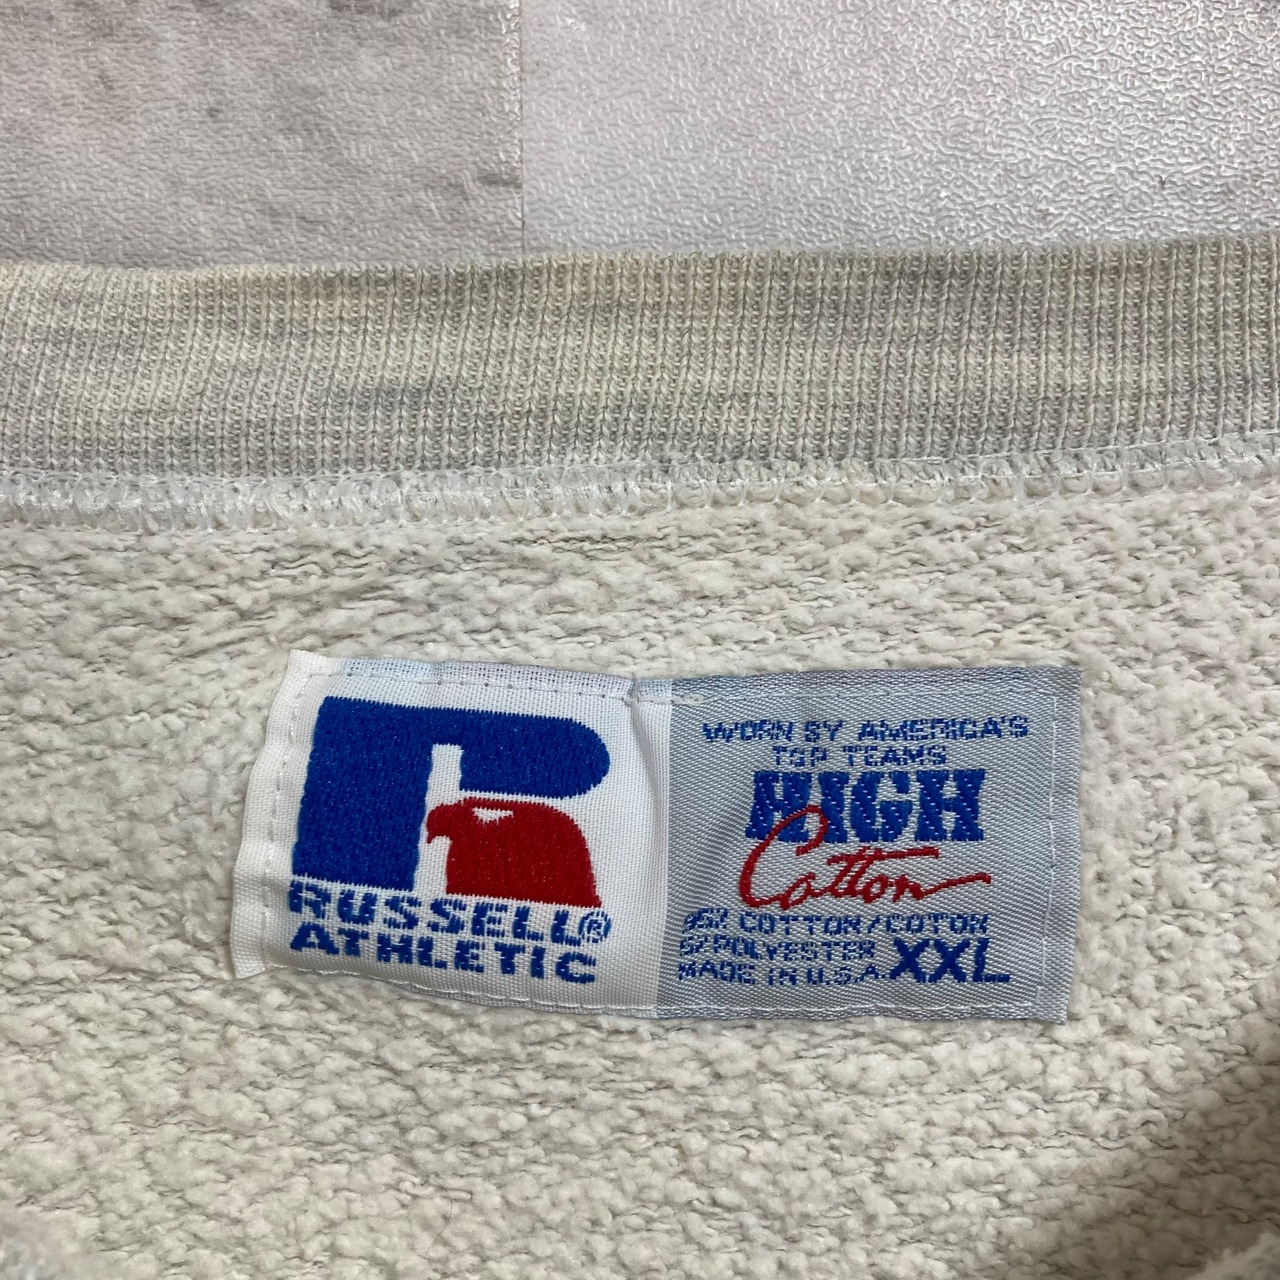 RUSSELL®
ATHLETIC
WORN BY AMERICA'S
TOP TEAMS
HIGH
Cotton
95% COTTON/COTON
5%POLYESTER
MADE IN U.S.A. XXL